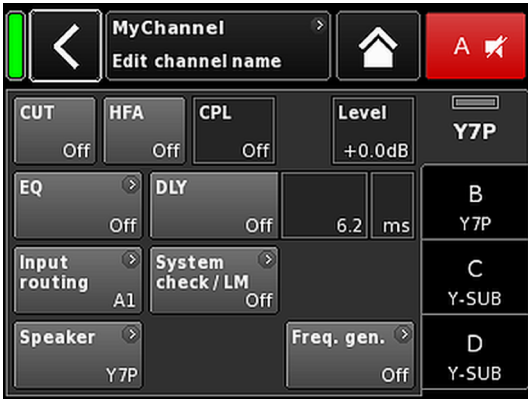 MyChannel
Edit channel name
A
CUT
Off
HFA
Off
CPL
Off
Level
+0.0dB
Y7P
EQ
Off
DLY
Off
6.2
ms
B
Y7P
Input
routing
A1
System
check / LM
Off
C
Y-SUB
Speaker
Y7P
Freq. gen.
Off
D
Y-SUB